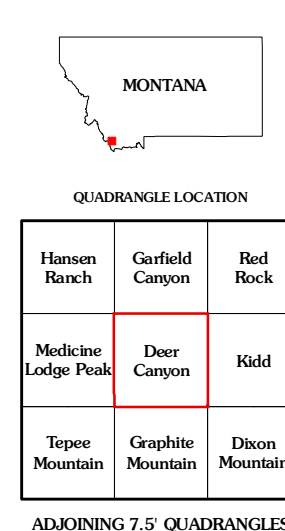 MONTANA
QUADRANGLE LOCATION
Hansen
Ranch
Garfield
Canyon
Red
Rock
Medicine
Lodge Peak
Deer
Canyon
Kidd
Tepee
Mountain
Graphite
Mountain
Dixon
Mountain
ADJOINING 7.5' QUADRANGLES